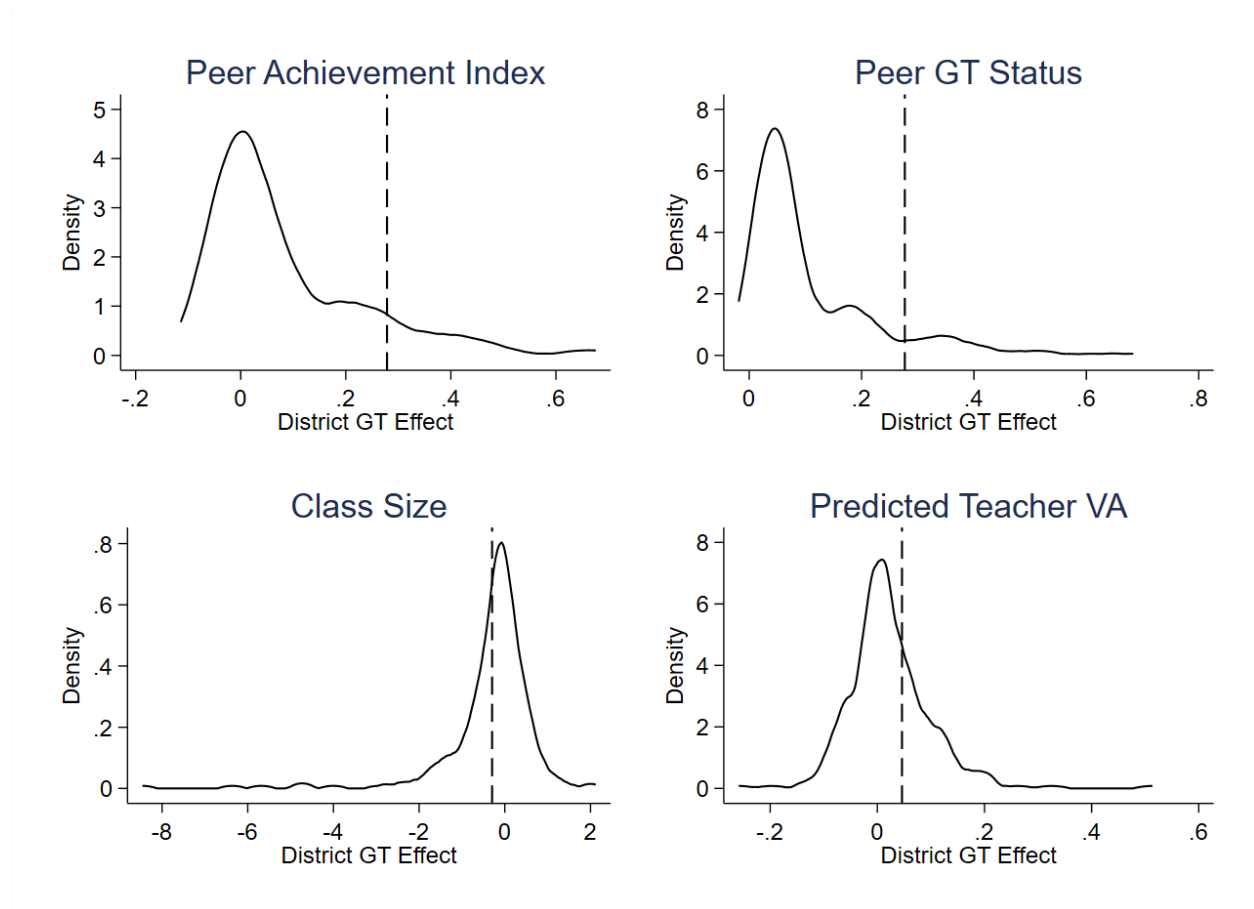 Peer Achievement Index
5
4
3
2
1
0
Density
-.2 0 .2 .4 .6
District GT Effect
Peer GT Status
8
6
4
2
0
Density
0 .2 .4 .6 .8
District GT Effect
Class Size
.8
.6
.4
.2
0
Density
-8 -6 -4 -2 0 2
District GT Effect
Predicted Teacher VA
8
6
4
2
0
Density
-.2 0 .2 .4 .6
District GT Effect